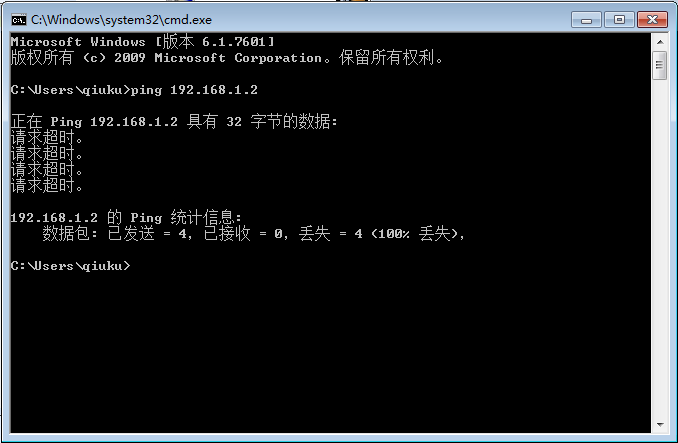 C:\Windows\system32\cmd.exe
Microsoft Windows [版本 6.1.7601]
版权所有 (c) 2009 Microsoft Corporation。保留所有权利。
C:\Users\qiuku>ping 192.168.1.2
正在 Ping 192.168.1.2 具有 32 字节的数据:
请求超时。
请求超时。
请求超时。
请求超时。
192.168.1.2 的 Ping 统计信息:
数据包: 已发送 = 4，已接收 = 0，丢失 = 4 (100% 丢失)，
C:\Users\qiuku>